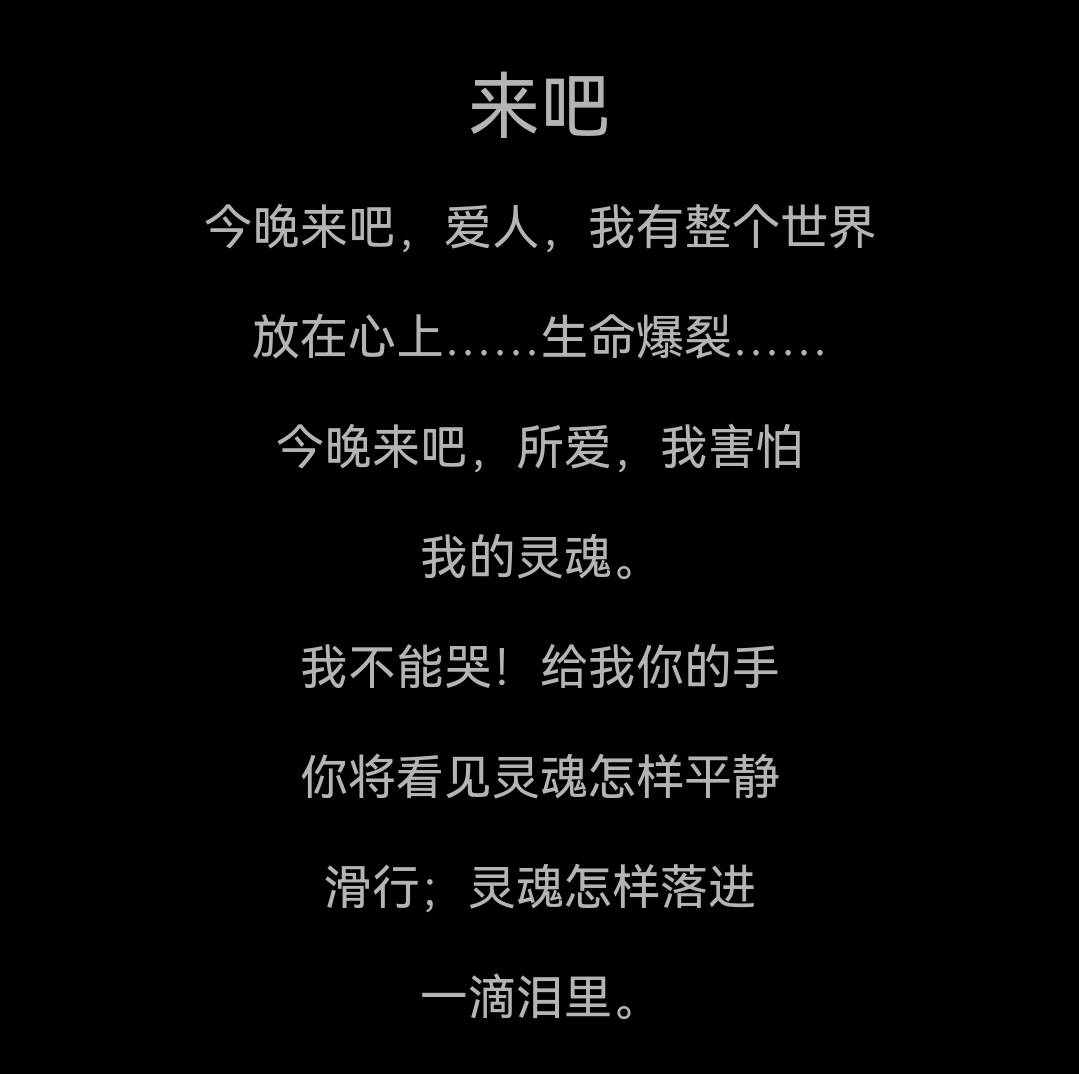 来吧
今晚来吧，爱人，我有整个世界
放在心上……生命爆裂……
今晚来吧，所爱，我害怕
我的灵魂。
我不能哭！给我你的手
你将看见灵魂怎样平静
滑行；灵魂怎样落进
一滴泪里。